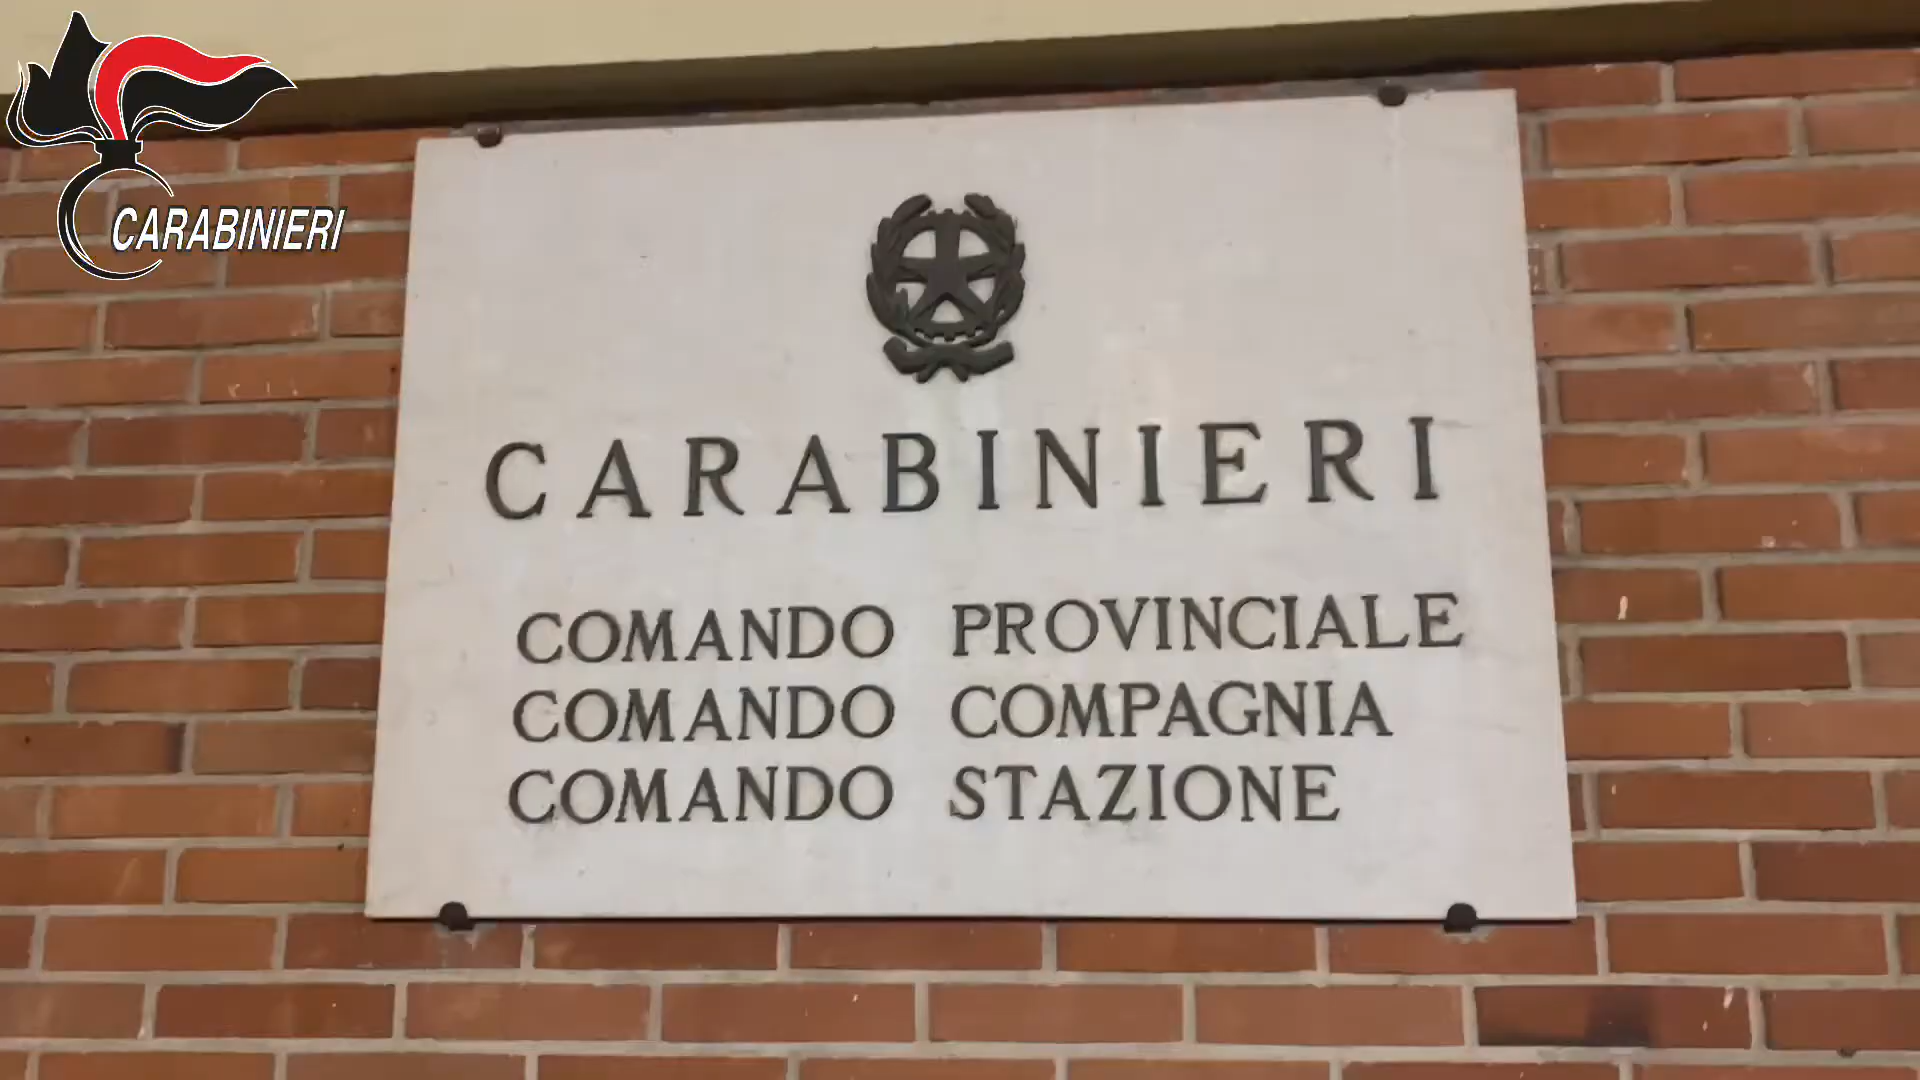 CARABINIERI
CARABINIERI
COMANDO PROVINCIALE
COMANDO COMPAGNIA
COMANDO STAZIONE